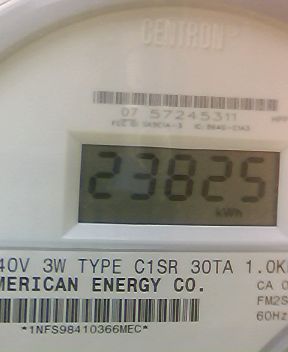 CENTRON
07 57245311
23825
kWh
40V 3W TYPE C1SR 30TA 1.0K
MERICAN ENERGY CO.
CA 0
FM2S
60Hz
*1NFS98410366MEC*